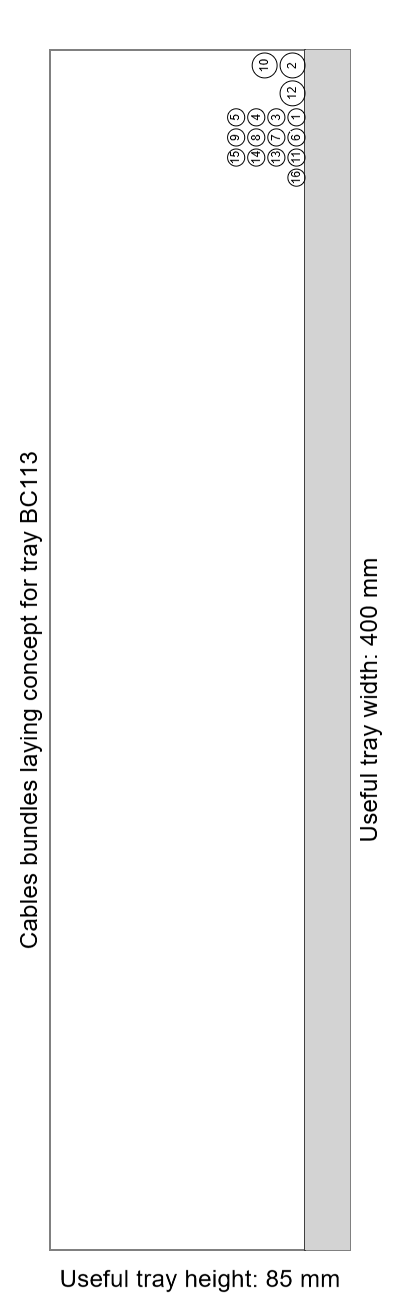 Cables bundles laying concept for tray BC113
10 2
12
5 4 3 1
9 8 7 6
15 14 13 11
16
Useful tray width: 400 mm
Useful tray height: 85 mm